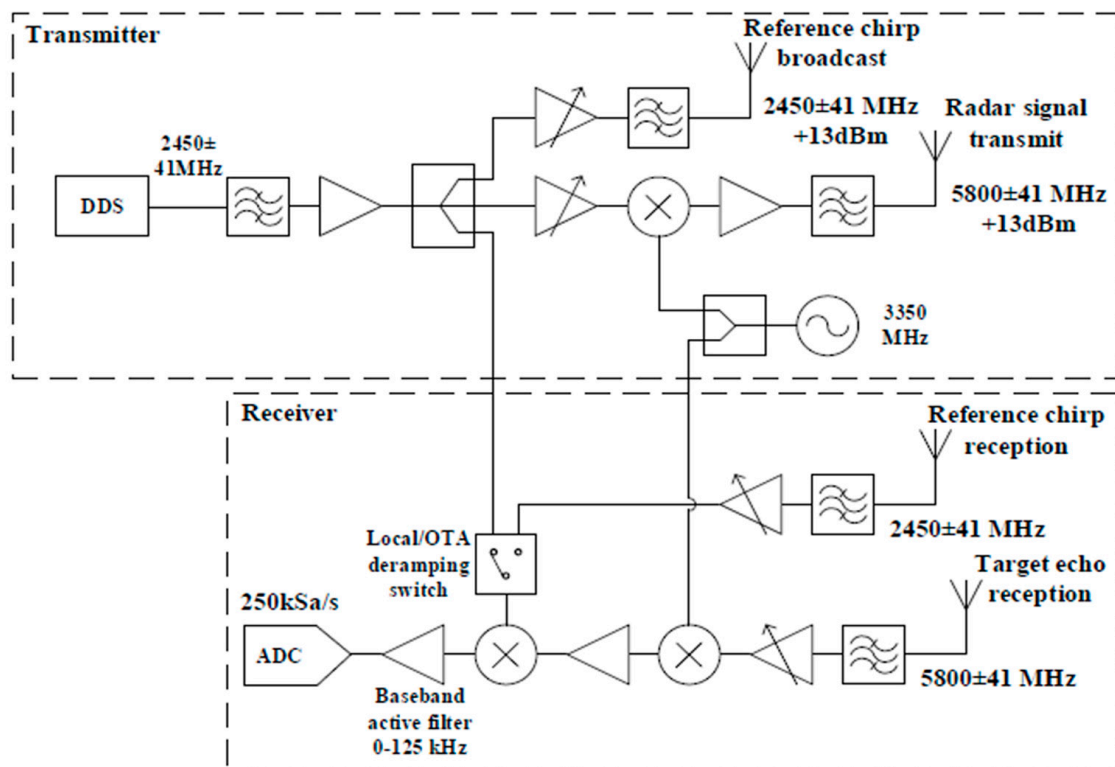 Transmitter
Reference chirp
broadcast
2450±41 MHz
+13dBm
Radar signal
transmit
5800±41 MHz
+13dBm
2450±
41MHz
DDS
3350
MHz
Receiver
Reference chirp
reception
2450±41 MHz
Local/OTA
deramping
switch
Target echo
reception
5800±41 MHz
250kSa/s
ADC
Baseband
active filter
0-125 kHz